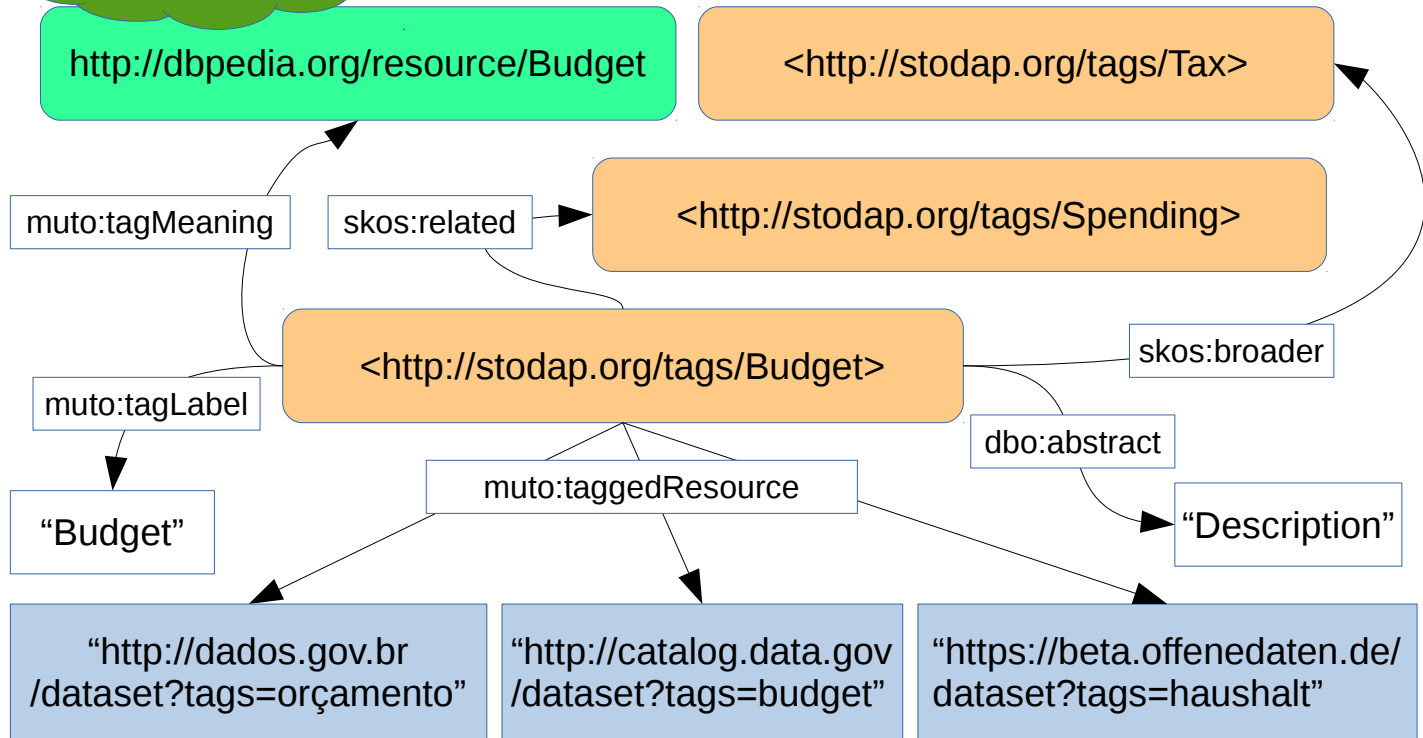 http://dbpedia.org/resource/Budget
<http://stodap.org/tags/Tax>
muto:tagMeaning
skos:related
<http://stodap.org/tags/Spending>
<http://stodap.org/tags/Budget>
skos:broader
muto:tagLabel
dbo:abstract
muto:taggedResource
“Budget”
“Description”
“http://dados.gov.br
/dataset?tags=orçamento”
“http://catalog.data.gov
/dataset?tags=budget”
“https://beta.offenedaten.de/
dataset?tags=haushalt”